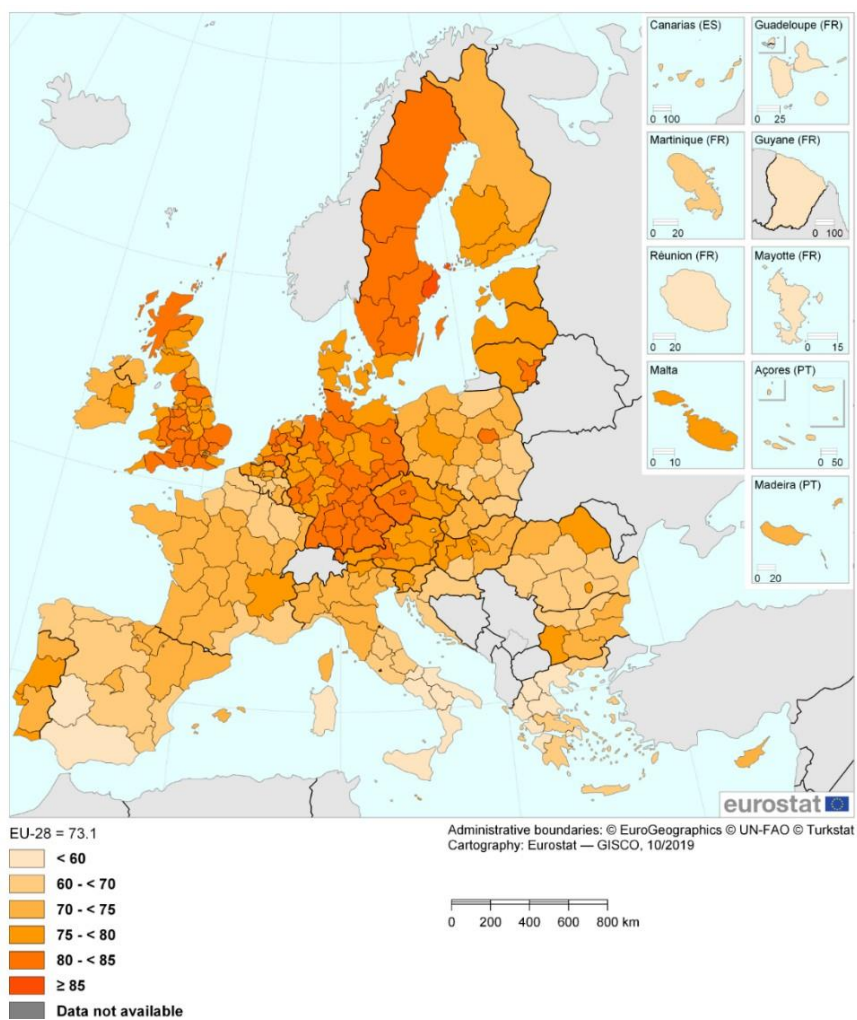 Canarias (ES)
0 100
Guadeloupe (FR)
0 25
Martinique (FR)
0 20
Guyane (FR)
0 100
Réunion (FR)
0 20
Mayotte (FR)
0 15
Malta
0 10
Açores (PT)
0 50
Madeira (PT)
0 20
eurostat
EU-28 = 73.1
< 60
60 - < 70
70 - < 75
75 - < 80
80 - < 85
≥ 85
Data not available
Administrative boundaries: © EuroGeographics © UN-FAO © Turkstat
Cartography: Eurostat — GISCO, 10/2019
0 200 400 600 800 km